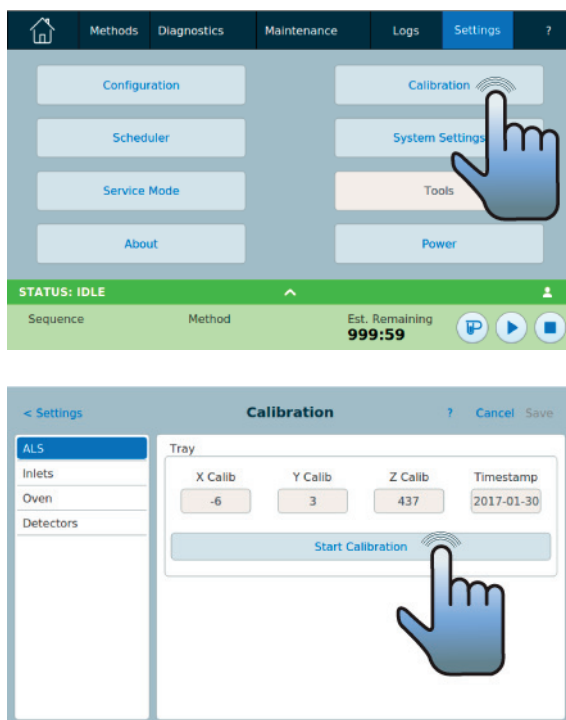 Methods Diagnostics Maintenance Logs Settings ?
Configuration Calibration
Scheduler System Settings
Service Mode Tools
About Power
STATUS: IDLE
Sequence Method Est. Remaining
999:59
< Settings Calibration ? Cancel Save
ALS Tray
Inlets X Calib Y Calib Z Calib Timestamp
Oven -6 3 437 2017-01-30
Detectors
Start Calibration